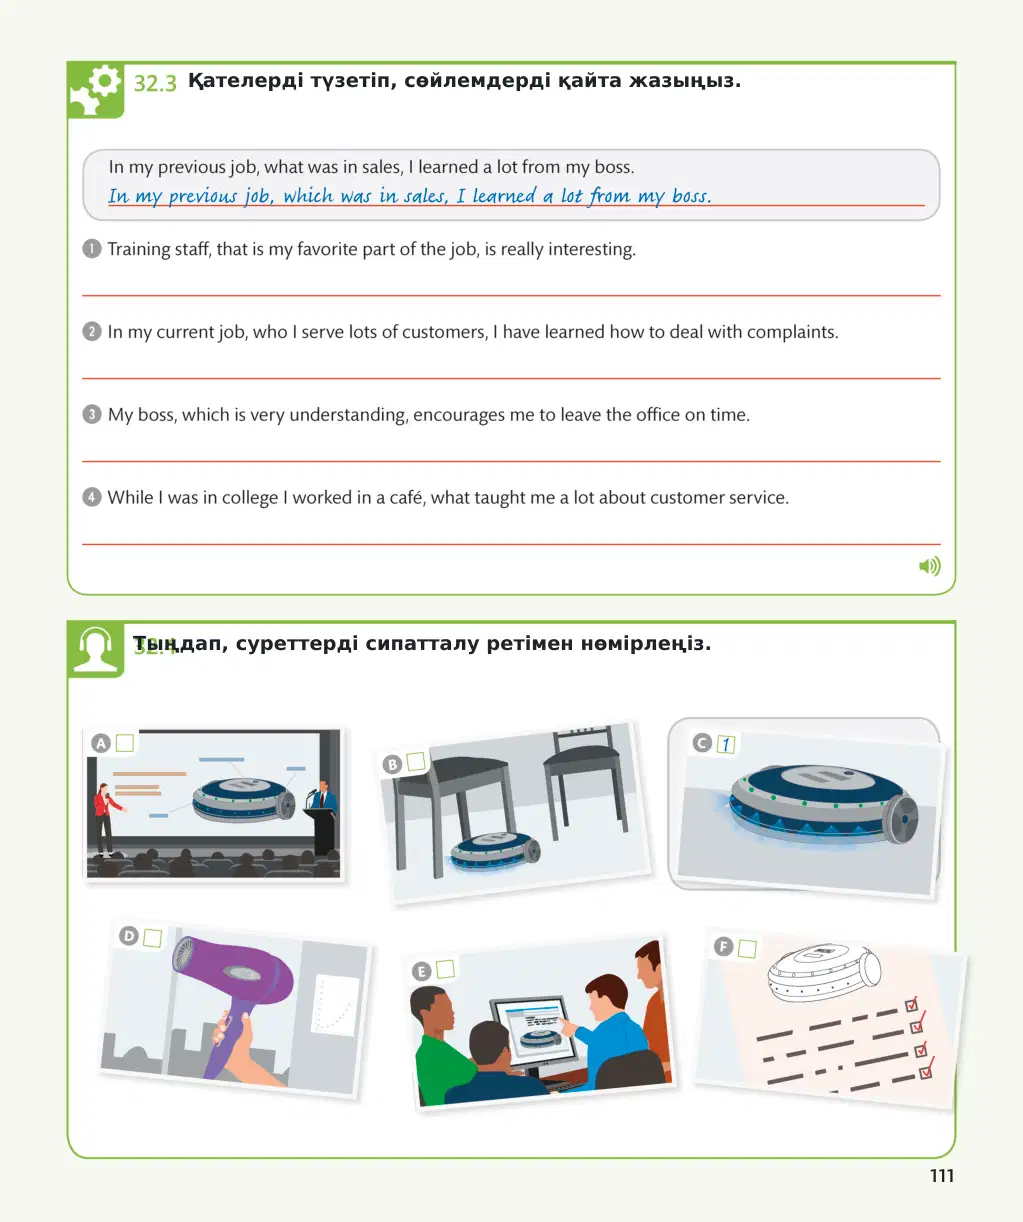 32.3 Қателерді түзетіп, сөйлемдерді қайта жазыңыз.
In my previous job, what was in sales, I learned a lot from my boss.
In my previous job, which was in sales, I learned a lot from my boss.
1 Training staff, that is my favorite part of the job, is really interesting.
2 In my current job, who I serve lots of customers, I have learned how to deal with complaints.
3 My boss, which is very understanding, encourages me to leave the office on time.
4 While I was in college I worked in a café, what taught me a lot about customer service.
Тыңдап, суреттерді сипатталу ретімен нөмірлеңіз.
A
B
C 1
D
E
F
111